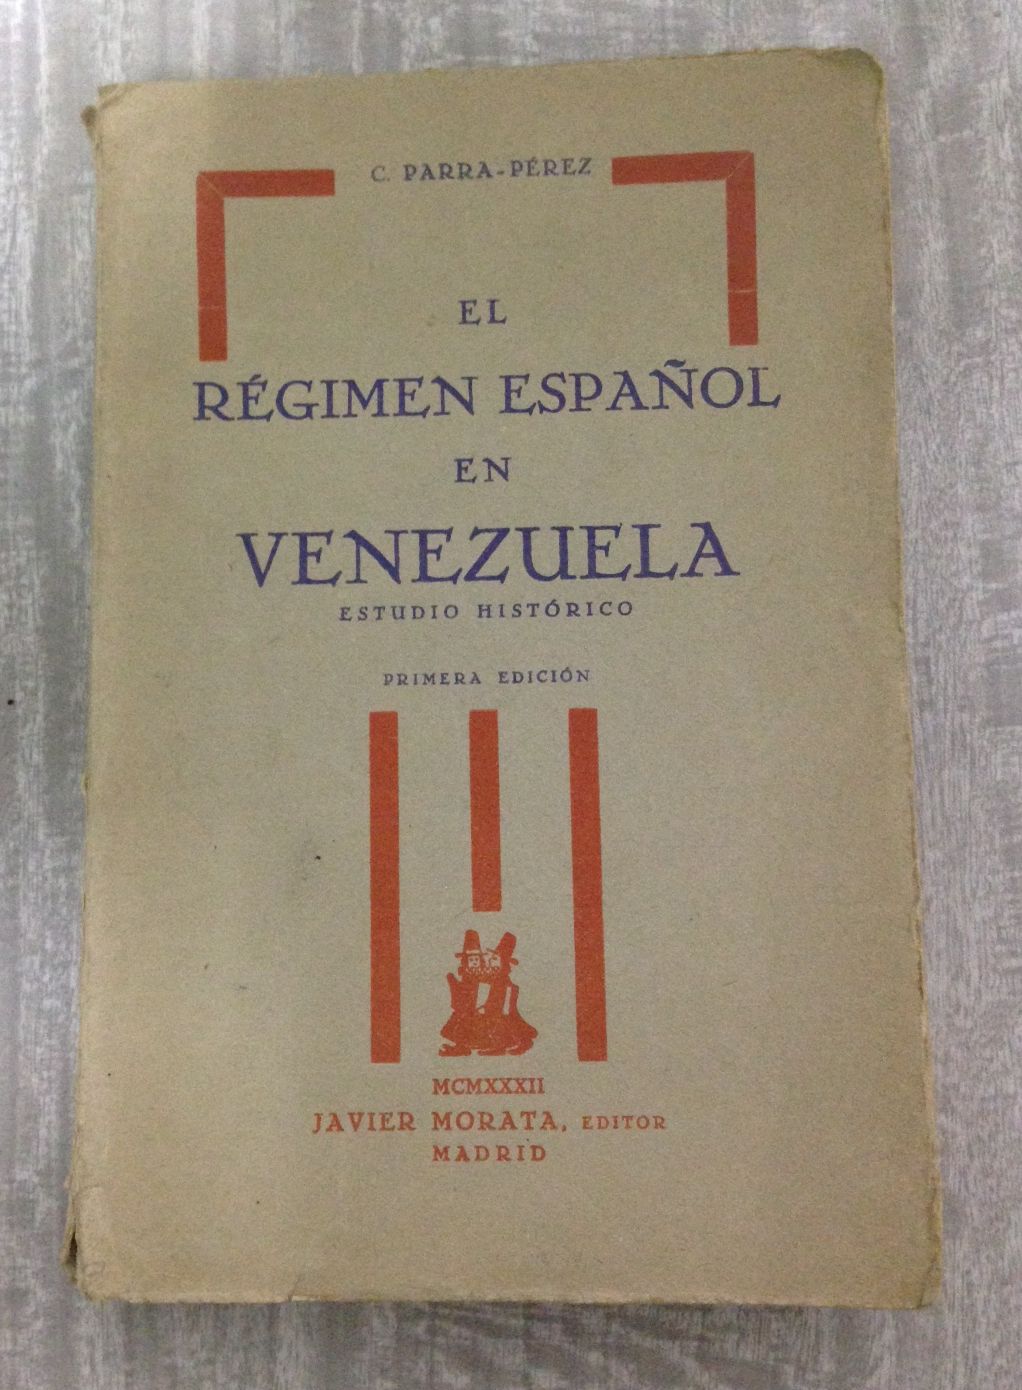 C. PARRA-PÉREZ
EL
RÉGIMEN ESPAÑOL
EN
VENEZUELA
ESTUDIO HISTÓRICO
PRIMERA EDICIÓN
MCMXXXII
JAVIER MORATA, EDITOR
MADRID